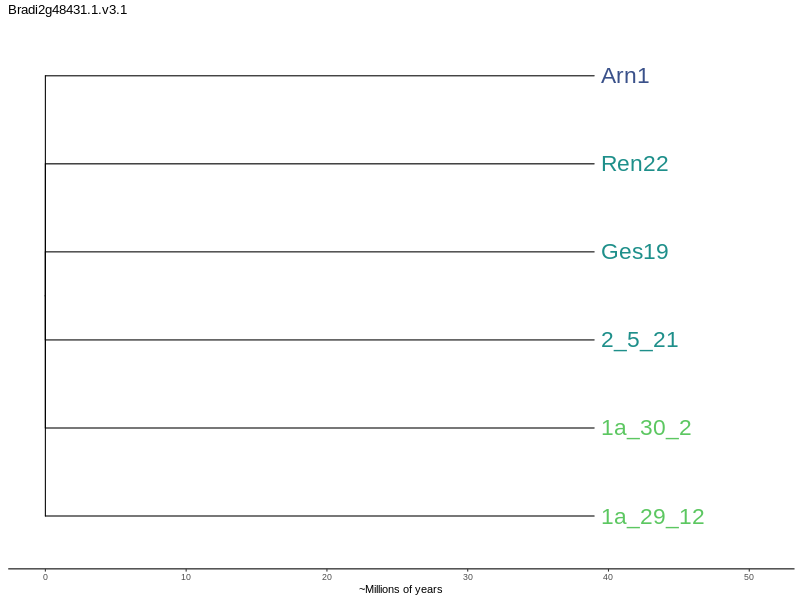 Bradi2g48431.1.v3.1
Arn1
Ren22
Ges19
2_5_21
1a_30_2
1a_29_12
0 10 20 30 40 50
~Millions of years